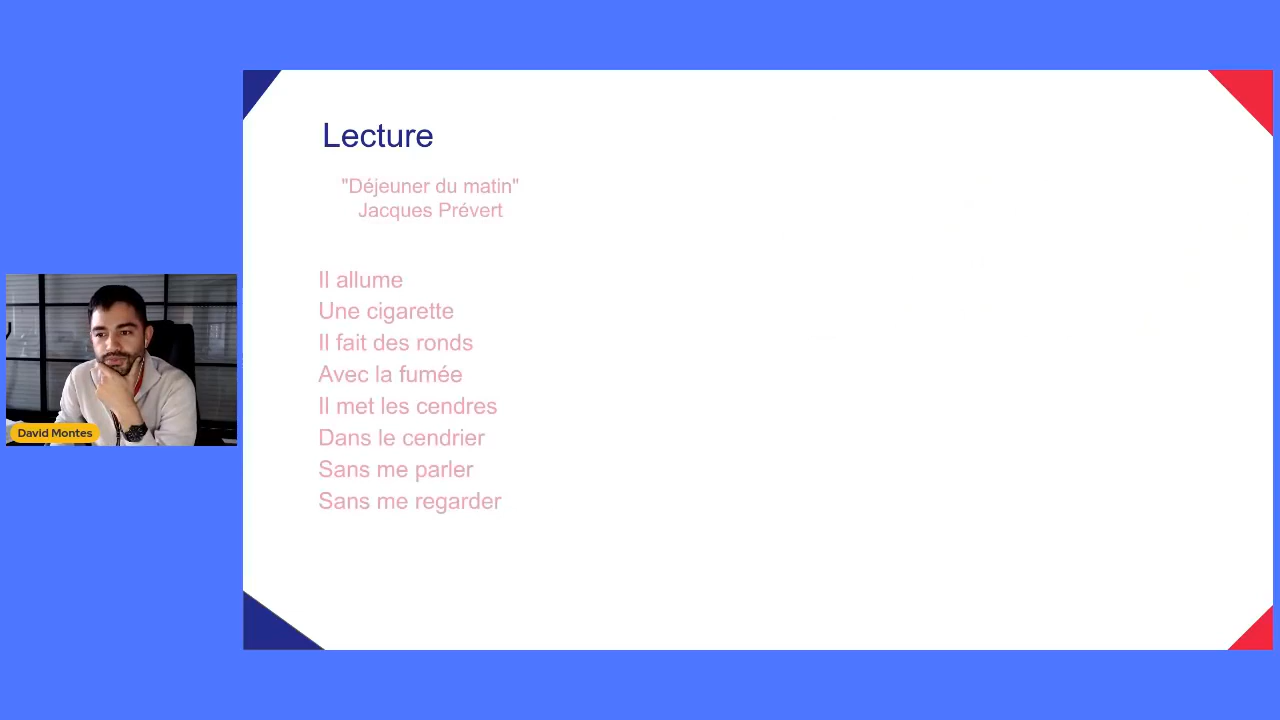 Lecture
"Déjeuner du matin"
Jacques Prévert
Il allume
Une cigarette
Il fait des ronds
Avec la fumée
Il met les cendres
Dans le cendrier
Sans me parler
Sans me regarder
David Montes